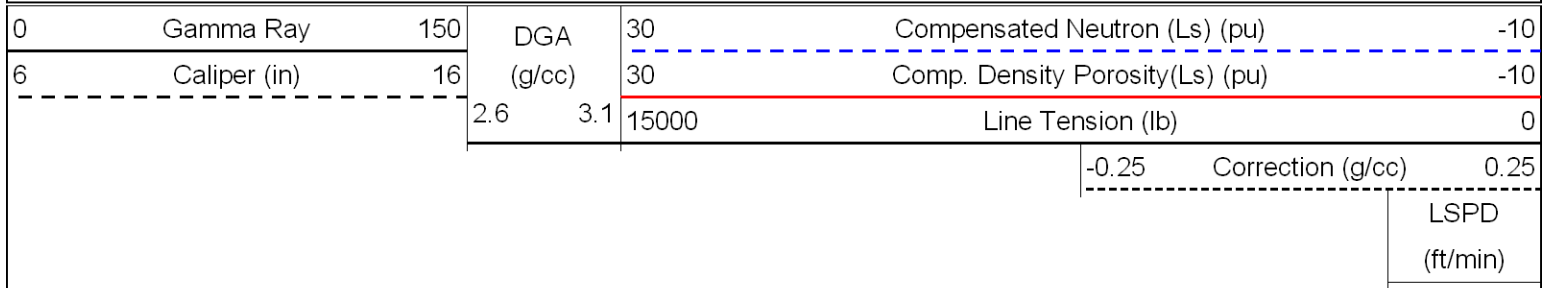 0 Gamma Ray 150
6 Caliper (in) 16
DGA
(g/cc)
2.6 3.1
30 Compensated Neutron (Ls) (pu) -10
30 Comp. Density Porosity(Ls) (pu) -10
15000 Line Tension (lb) 0
-0.25 Correction (g/cc) 0.25
LSPD
(ft/min)